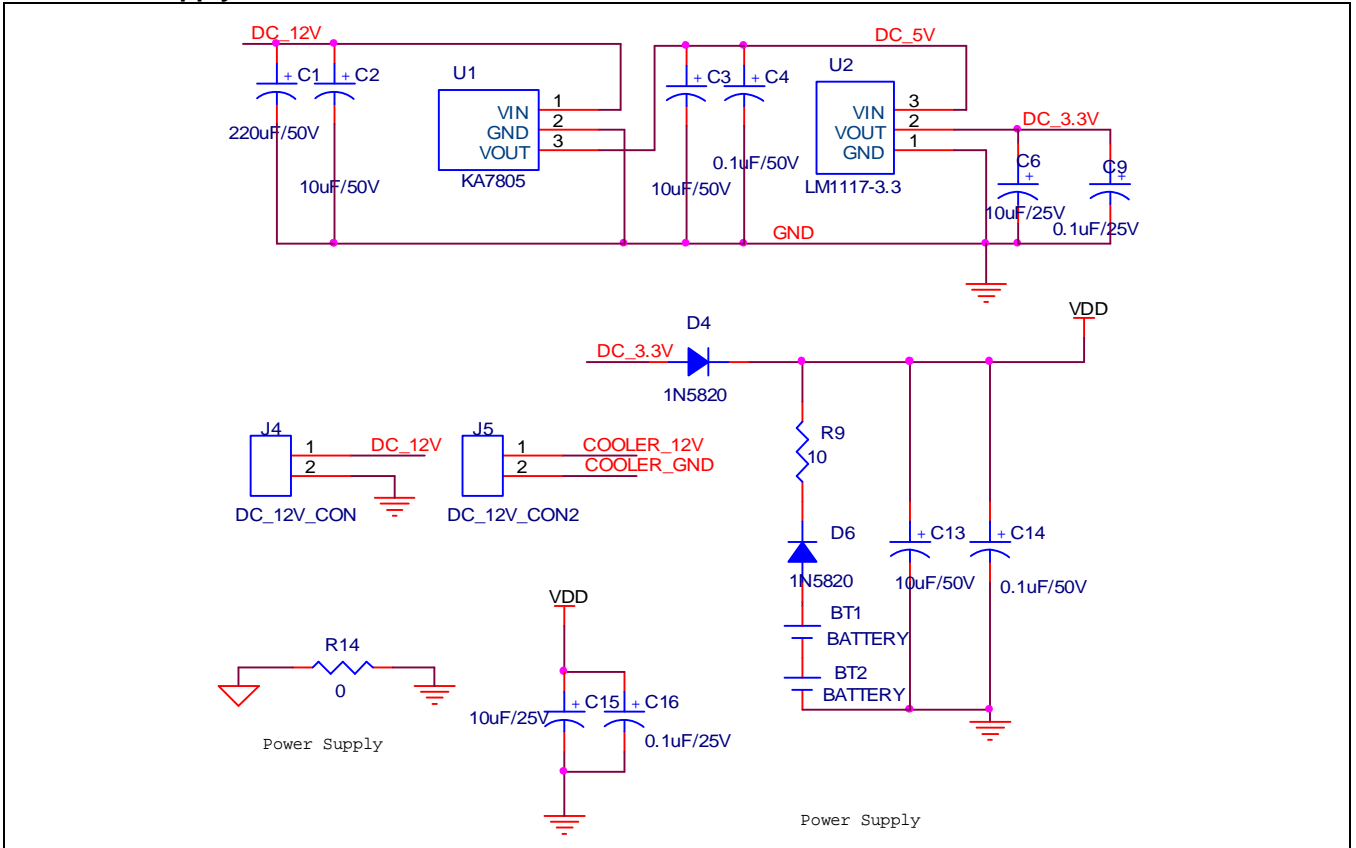 DC_12V
DC_5V
U1
U2
+ C1
+ C2
+ C3
+ C4
VIN 1
GND 2
VOUT 3
VIN 3
VOUT 2
GND 1
DC_3.3V
220uF/50V
10uF/50V
KA7805
10uF/50V
0.1uF/50V
LM1117-3.3
C6
+
10uF/25V
C9
+
0.1uF/25V
GND
VDD
D4
DC_3.3V
1N5820
J4
1 DC_12V
2
DC_12V_CON
J5
1 COOLER_12V
2 COOLER_GND
DC_12V_CON2
R9
10
D6
1N5820
+ C13
10uF/50V
+ C14
0.1uF/50V
BT1
BATTERY
BT2
BATTERY
VDD
R14
0
+ C15
10uF/25V
+ C16
0.1uF/25V
Power Supply
Power Supply